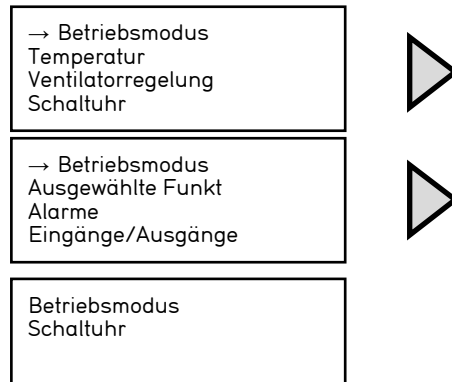 → Betriebsmodus
Temperatur
Ventilatorregelung
Schaltuhr
→ Betriebsmodus
Ausgewählte Funkt
Alarme
Eingänge/Ausgänge
Betriebsmodus
Schaltuhr